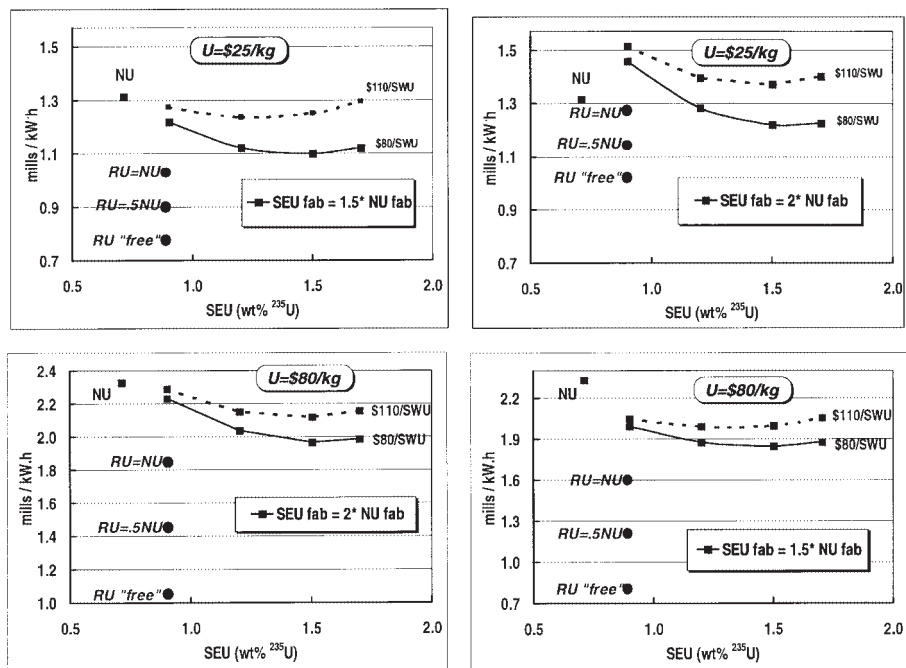 U=$25/kg
1.5
1.3
1.1
0.9
0.7
mills / kW·h
NU
$110/SWU
$80/SWU
RU=NU
RU=.5NU
RU "free"
SEU fab = 1.5* NU fab
0.5 1.0 1.5 2.0
SEU (wt% ²³⁵U)
U=$25/kg
1.5
1.3
1.1
0.9
0.7
mills / kW·h
NU
$110/SWU
$80/SWU
RU=NU
RU=.5NU
RU "free"
SEU fab = 2* NU fab
0.5 1.0 1.5 2.0
SEU (wt% ²³⁵U)
U=$80/kg
2.4
2.2
2.0
1.8
1.6
1.4
1.2
1.0
mills / kW.h
NU
$110/SWU
$80/SWU
RU=NU
RU=.5NU
RU "free"
SEU fab = 2* NU fab
0.5 1.0 1.5 2.0
SEU (wt% ²³⁵U)
U=$80/kg
2.2
1.9
1.6
1.3
1.0
0.7
mills / kW.h
NU
$110/SWU
$80/SWU
RU=NU
RU=.5NU
RU "free"
SEU fab = 1.5* NU fab
0.5 1.0 1.5 2.0
SEU (wt% ²³⁵U)